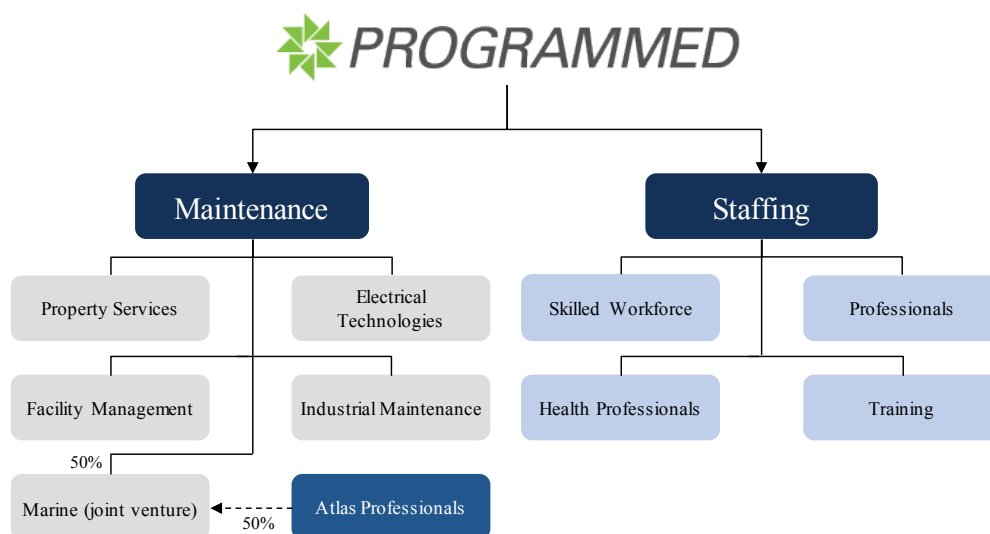 PROGRAMMED
Maintenance
Staffing
Property Services
Electrical
Technologies
Skilled Workforce
Professionals
Facility Management
Industrial Maintenance
Health Professionals
Training
50%
Marine (joint venture)
50%
Atlas Professionals